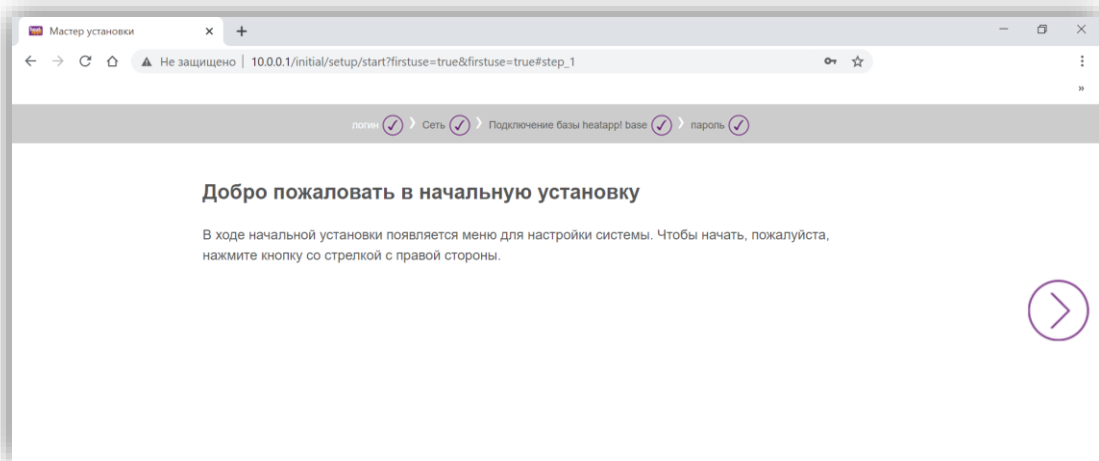 Мастер установки
Не защищено | 10.0.0.1/initial/setup/start?firstuse=true&firstuse=true#step_1
логин Сеть Подключение базы heatapp! base пароль
Добро пожаловать в начальную установку
В ходе начальной установки появляется меню для настройки системы. Чтобы начать, пожалуйста,
нажмите кнопку со стрелкой с правой стороны.